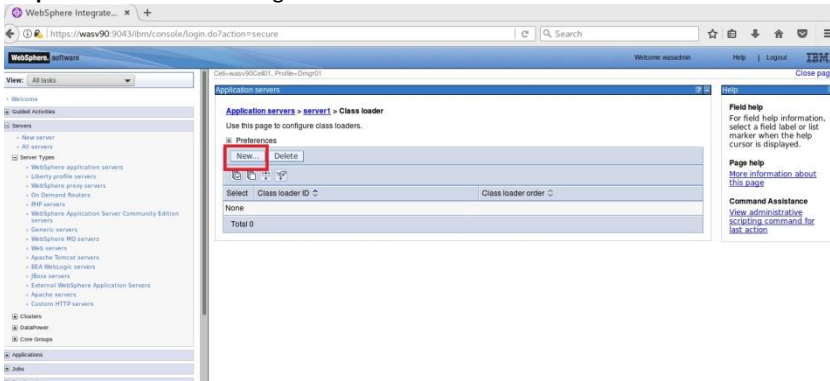 WebSphere Integrate... × +
https://wasv90:9043/ibm/console/login.do?action=secure
Search
WebSphere. software
Welcome wasadmin
Help | Logout
IBM
View: All tasks
Cell=wasv90Cell01, Profile=Dmgr01
Close page
Welcome
Guided Activities
Servers
New server
All servers
Server Types
WebSphere application servers
Liberty profile servers
WebSphere proxy servers
On Demand Routers
PHP servers
WebSphere Application Server Community Edition
servers
Generic servers
WebSphere MQ servers
Web servers
Apache Tomcat servers
BEA WebLogic servers
JBoss servers
External WebSphere Application Servers
Apache servers
Custom HTTP servers
Clusters
DataPower
Core Groups
Applications
Jobs
Application servers
Application servers > server1 > Class loader
Use this page to configure class loaders.
Preferences
New... Delete
Select Class loader ID Class loader order
None
Total 0
Help
Field help
For field help information,
select a field label or list
marker when the help
cursor is displayed.
Page help
More information about
this page
Command Assistance
View administrative
scripting command for
last action